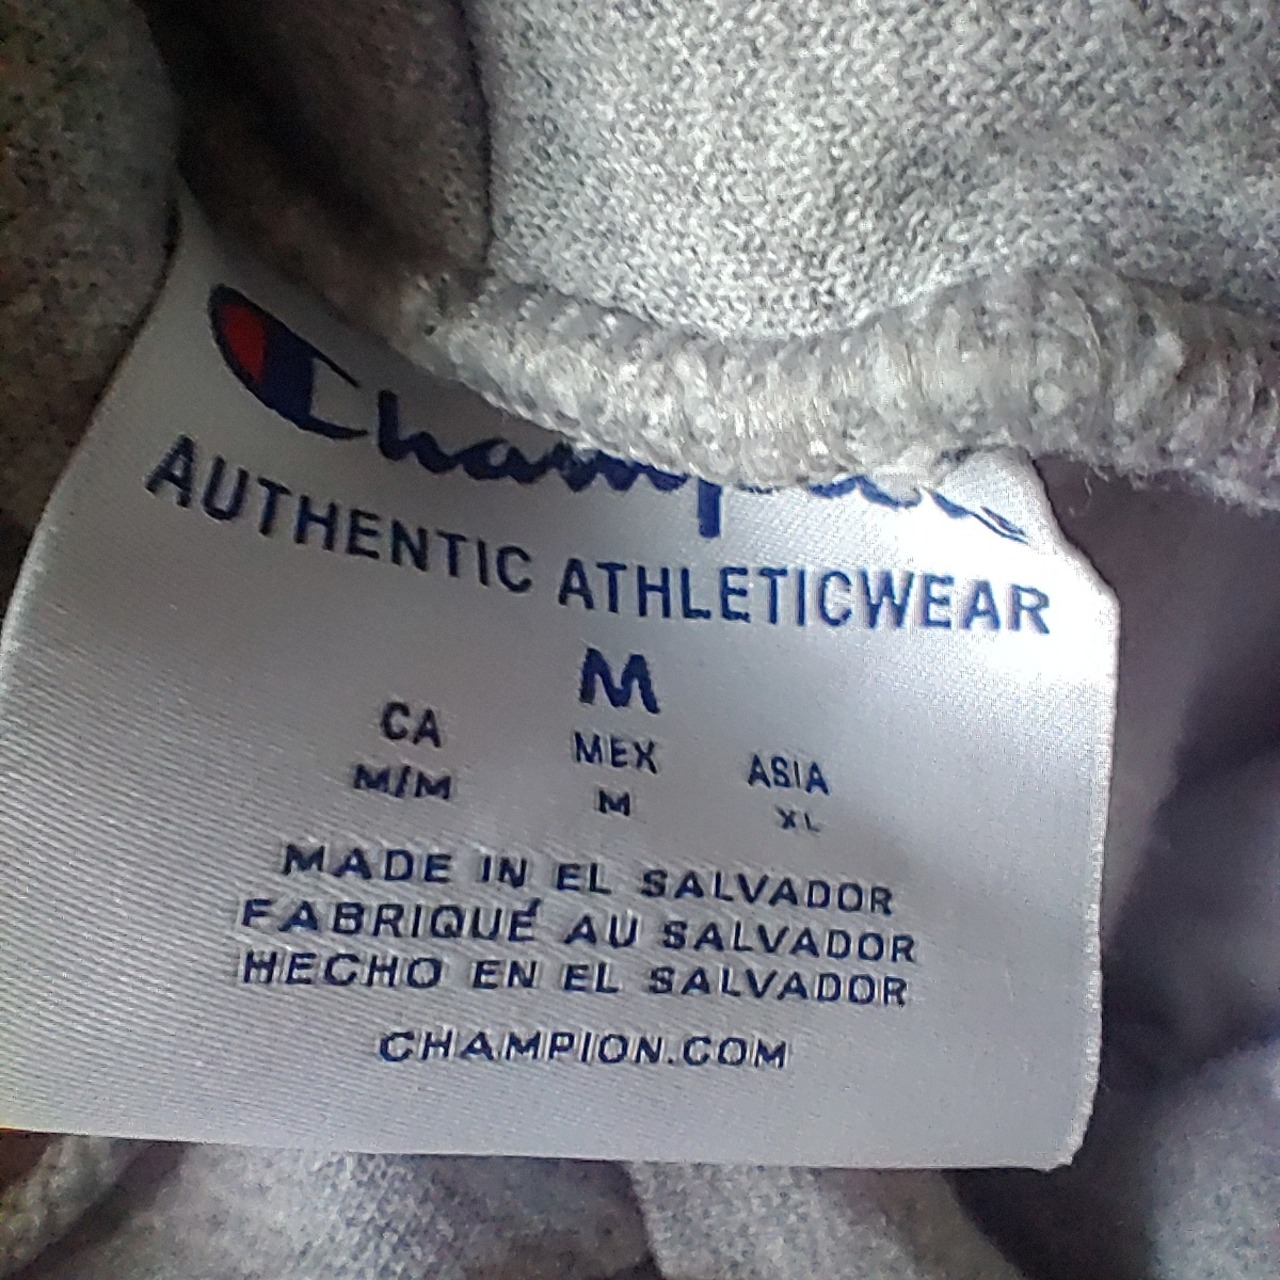 Champion
AUTHENTIC ATHLETICWEAR
M
CA MEX ASIA
M/M M XL
MADE IN EL SALVADOR
FABRIQUÉ AU SALVADOR
HECHO EN EL SALVADOR
CHAMPION.COM